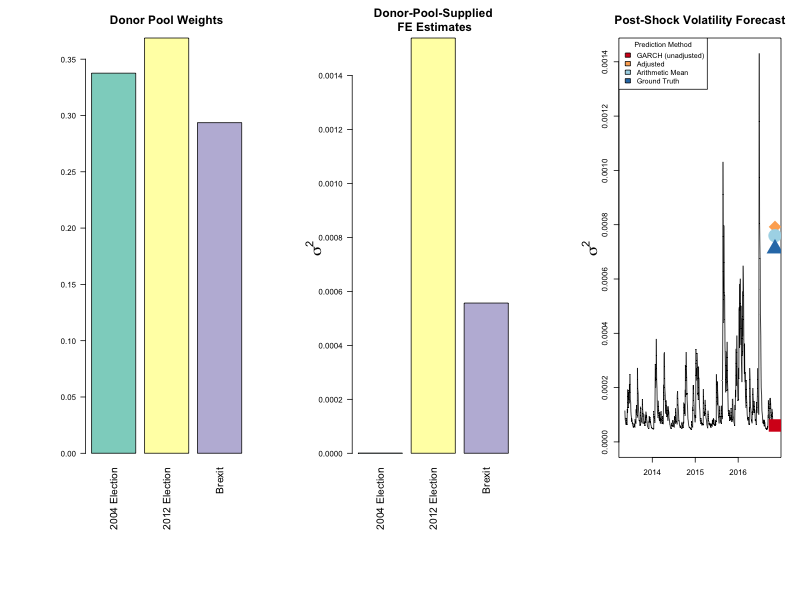 Donor Pool Weights
0.35
0.30
0.25
0.20
0.15
0.10
0.05
0.00
2004 Election
2012 Election
Brexit
Donor-Pool-Supplied
FE Estimates
σ2
0.0014
0.0012
0.0010
0.0008
0.0006
0.0004
0.0002
0.0000
2004 Election
2012 Election
Brexit
Post-Shock Volatility Forecast
Prediction Method
GARCH (unadjusted)
Adjusted
Arithmetic Mean
Ground Truth
σ2
0.0014
0.0012
0.0010
0.0008
0.0006
0.0004
0.0002
0.0000
2014
2015
2016